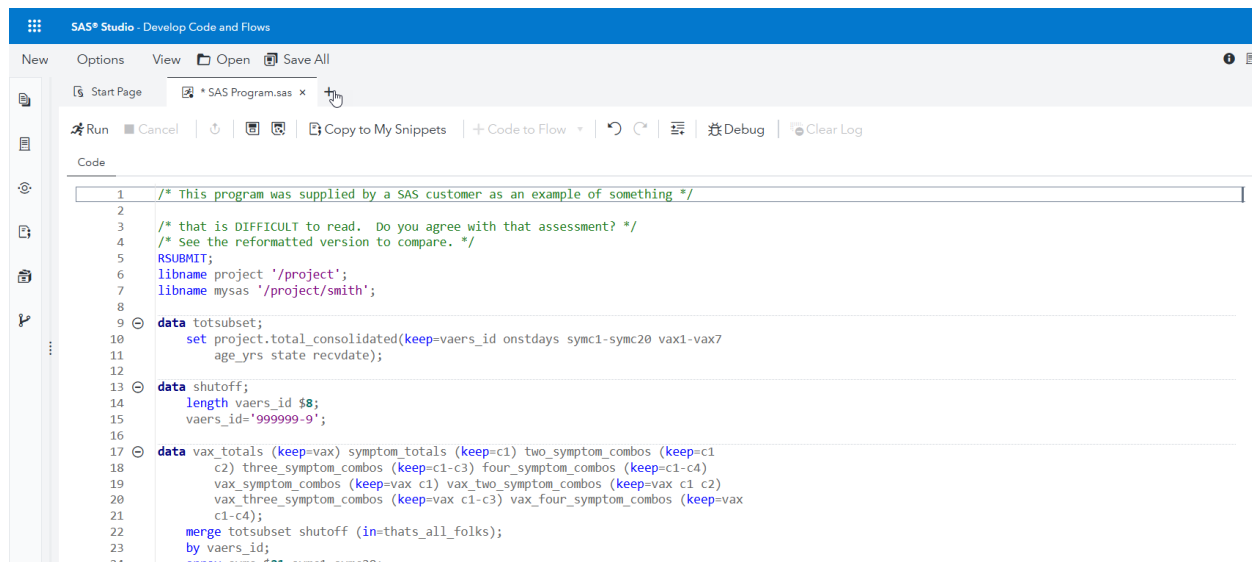 SAS® Studio - Develop Code and Flows
New Options View Open Save All
Start Page * SAS Program.sas × +
Run Cancel Copy to My Snippets + Code to Flow Debug Clear Log
Code
1 /* This program was supplied by a SAS customer as an example of something */
2
3 /* that is DIFFICULT to read. Do you agree with that assessment? */
4 /* See the reformatted version to compare. */
5 RSUBMIT;
6 libname project '/project';
7 libname mysas '/project/smith';
8
9 data totsubset;
10 set project.total_consolidated(keep=vaers_id onstdays symc1-symc20 vax1-vax7
11 age_yrs state recvdate);
12
13 data shutoff;
14 length vaers_id $8;
15 vaers_id='999999-9';
16
17 data vax_totals (keep=vax) symptom_totals (keep=c1) two_symptom_combos (keep=c1
18 c2) three_symptom_combos (keep=c1-c3) four_symptom_combos (keep=c1-c4)
19 vax_symptom_combos (keep=vax c1) vax_two_symptom_combos (keep=vax c1 c2)
20 vax_three_symptom_combos (keep=vax c1-c3) vax_four_symptom_combos (keep=vax
21 c1-c4);
22 merge totsubset shutoff (in=thats_all_folks);
23 by vaers_id;